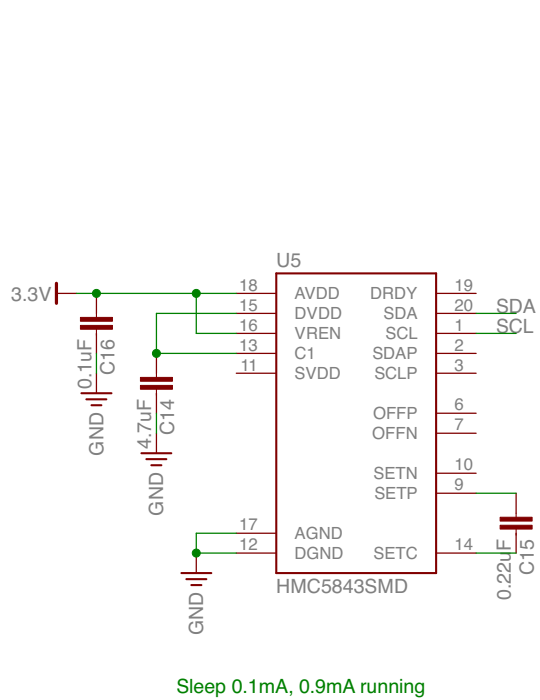 U5
3.3V
18 AVDD DRDY 19
15 DVDD SDA 20 SDA
16 VREN SCL 1 SCL
13 C1 SDAP 2
11 SVDD SCLP 3
0.1uF
C16
GND
4.7uF
C14
GND
OFFP 6
OFFN 7
SETN 10
SETP 9
17 AGND
12 DGND SETC 14
0.22uF
C15
GND
HMC5843SMD
Sleep 0.1mA, 0.9mA running